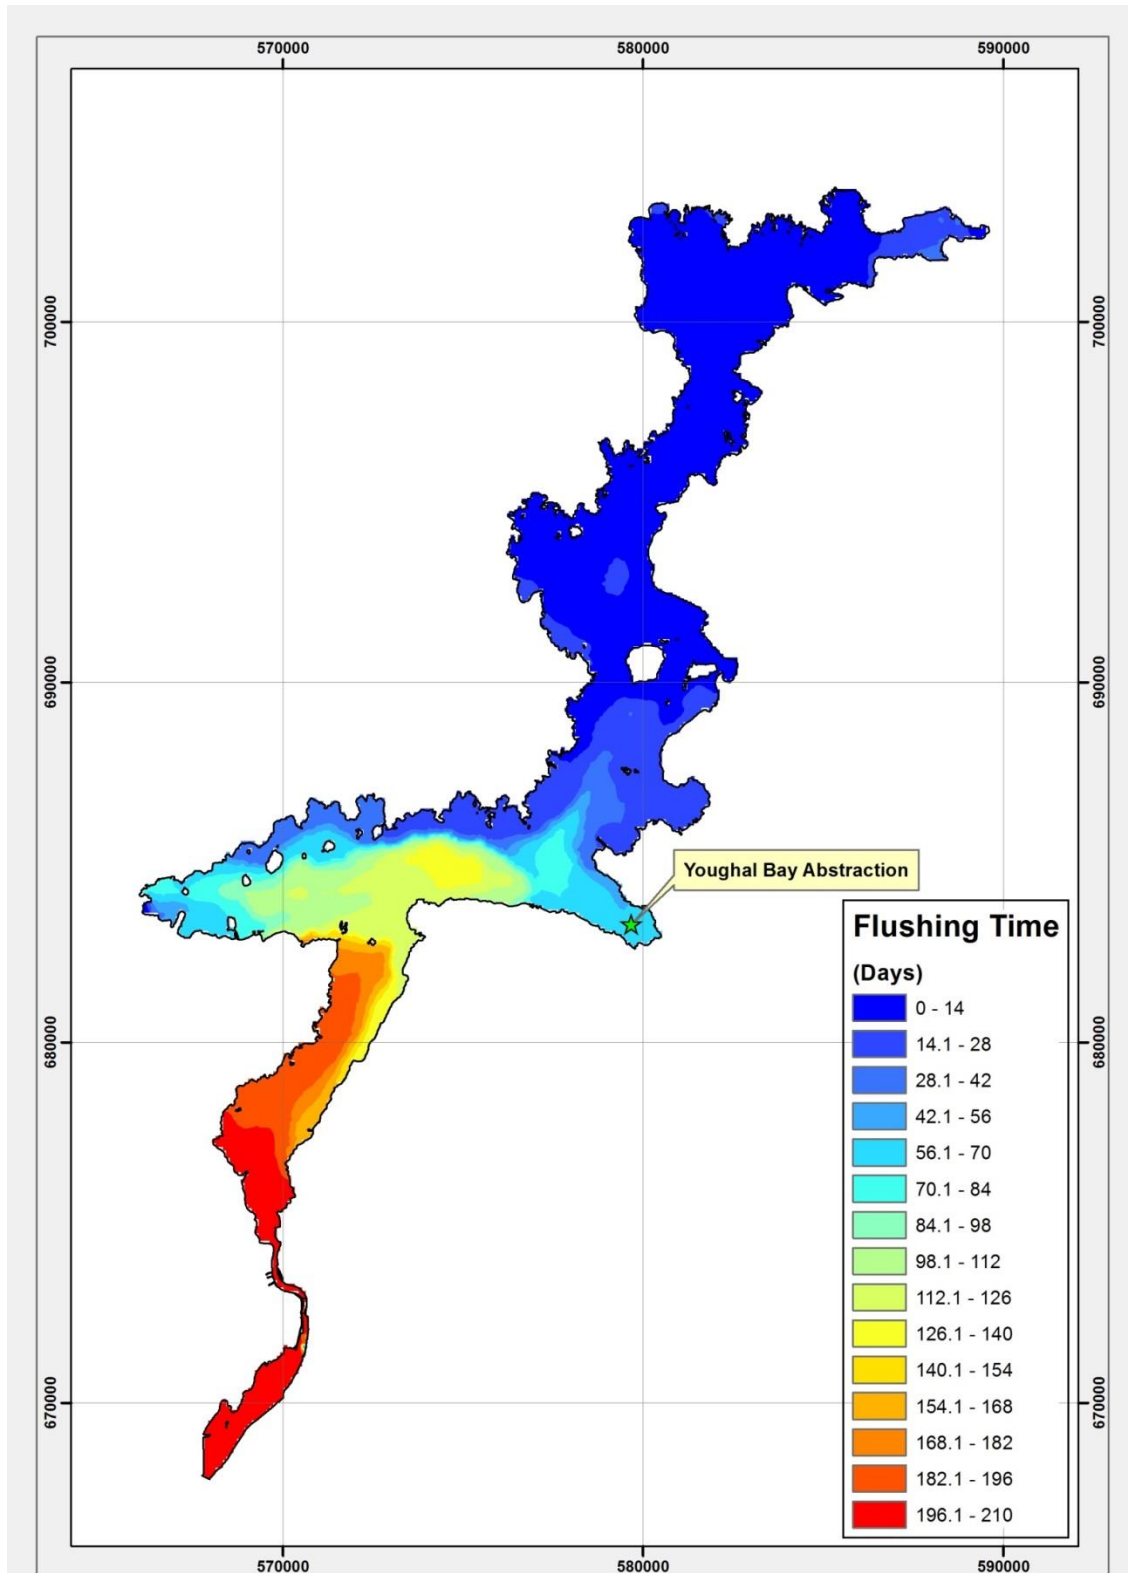 570000 580000 590000
700000 700000
690000 690000
Youghal Bay Abstraction
Flushing Time
(Days)
0 - 14
14.1 - 28
680000 680000
28.1 - 42
42.1 - 56
56.1 - 70
70.1 - 84
84.1 - 98
98.1 - 112
112.1 - 126
126.1 - 140
140.1 - 154
670000 670000
154.1 - 168
168.1 - 182
182.1 - 196
196.1 - 210
570000 580000 590000